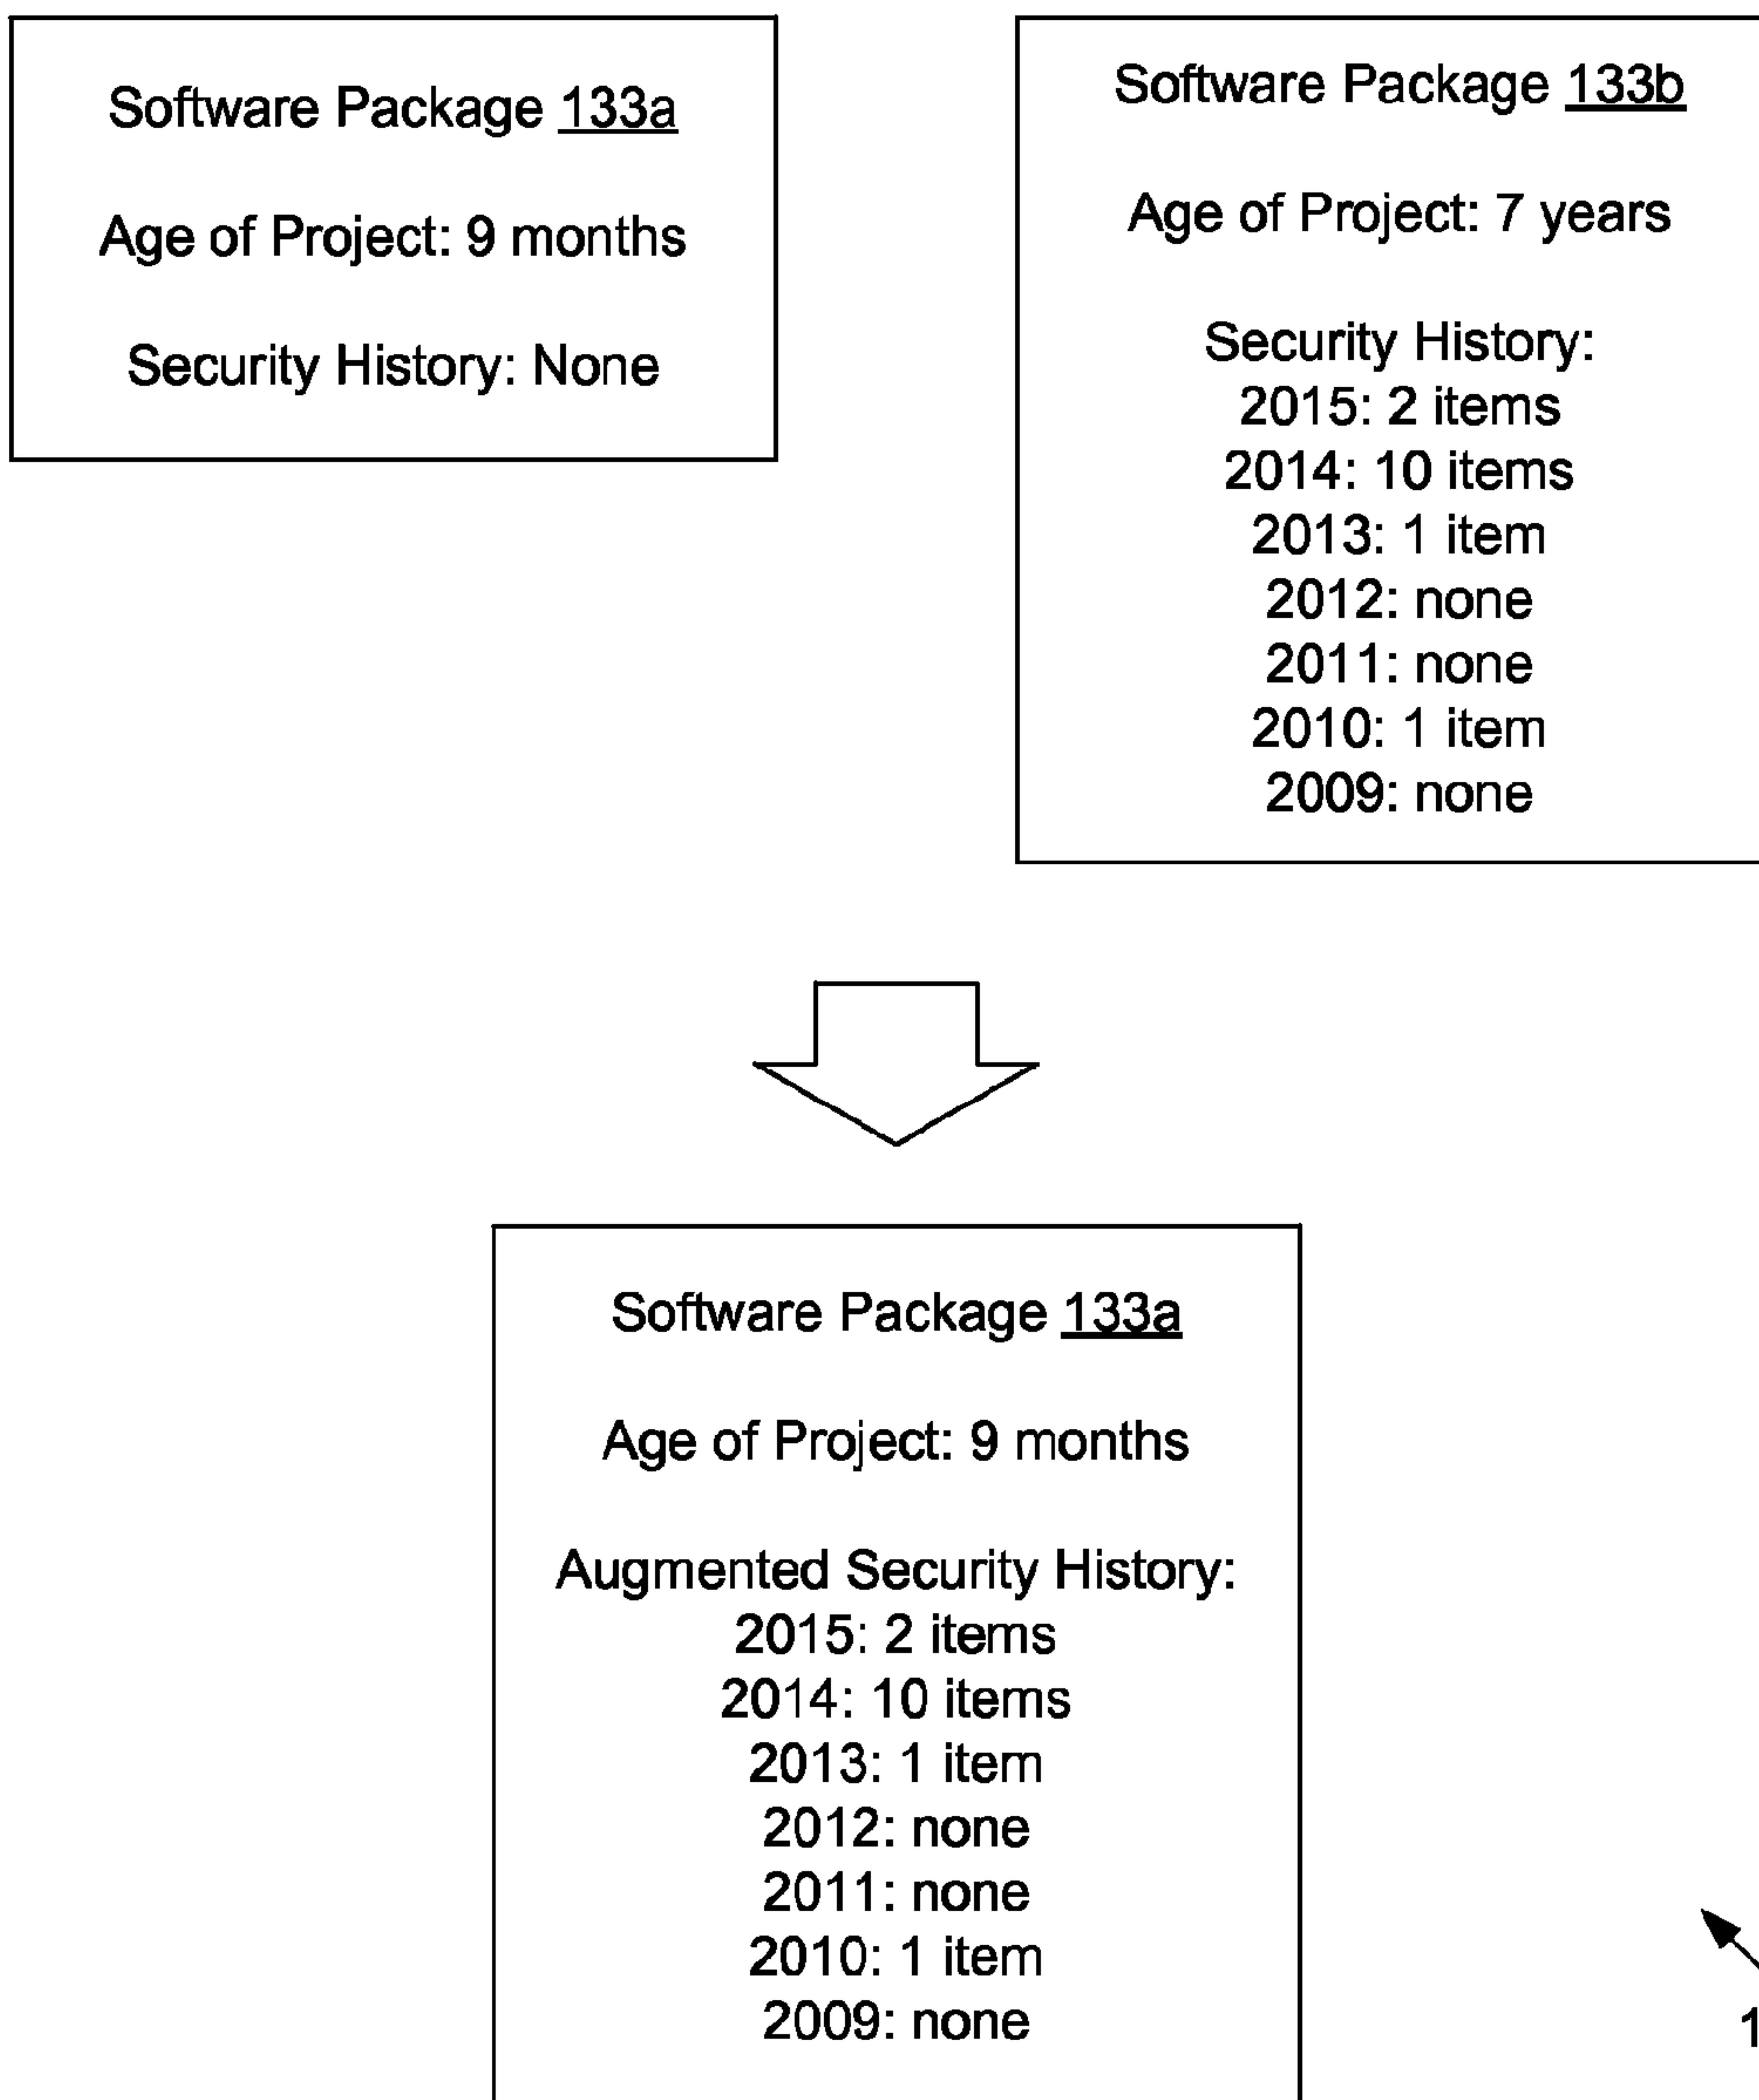 Software Package 133a
Age of Project: 9 months
Security History: None
Software Package 133b
Age of Project: 7 years
Security History:
2015: 2 items
2014: 10 items
2013: 1 item
2012: none
2011: none
2010: 1 item
2009: none
Software Package 133a
Age of Project: 9 months
Augmented Security History:
2015: 2 items
2014: 10 items
2013: 1 item
2012: none
2011: none
2010: 1 item
2009: none